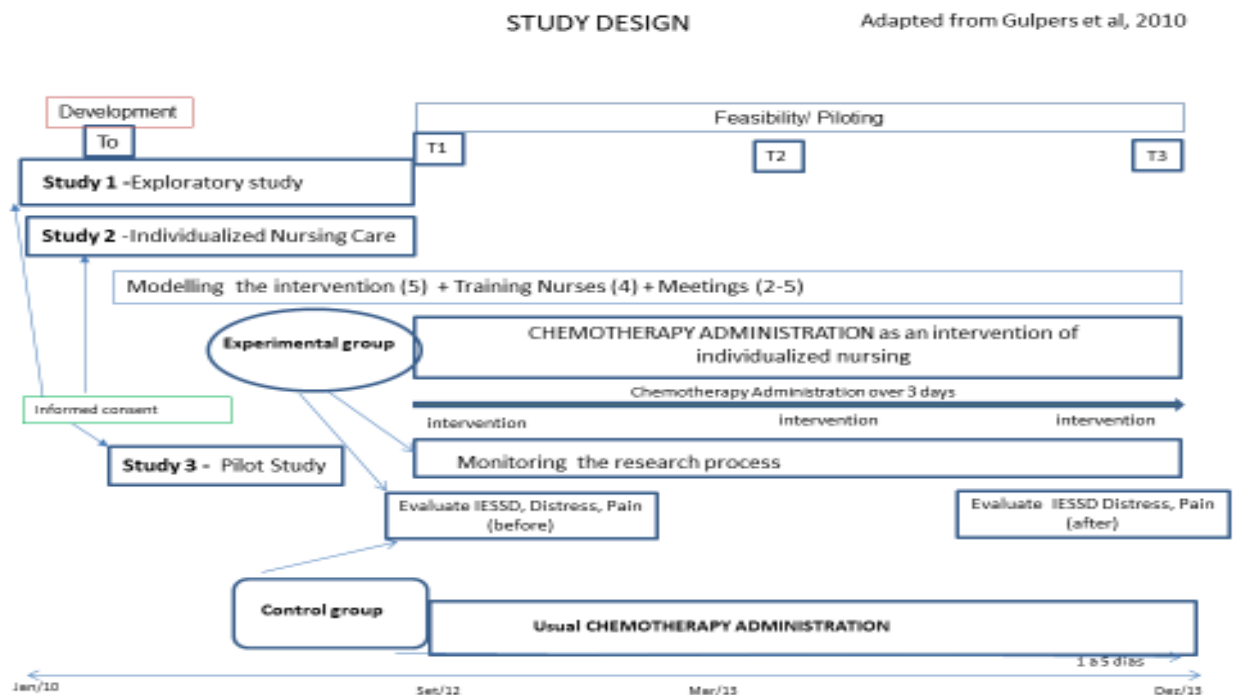 STUDY DESIGN
Adapted from Gulpers et al, 2010
Development
Feasibility/ Piloting
To
T1
T2
T3
Study 1 -Exploratory study
Study 2 -Individualized Nursing Care
Modelling the intervention (5) + Training Nurses (4) + Meetings (2-5)
Experimental group
CHEMOTHERAPY ADMINISTRATION as an intervention of
individualized nursing
Chemotherapy Administration over 3 days
Informed consent
intervention
intervention
intervention
Study 3 - Pilot Study
Monitoring the research process
Evaluate IESSD, Distress, Pain
(before)
Evaluate IESSD Distress, Pain
(after)
Control group
Usual CHEMOTHERAPY ADMINISTRATION
1 a 5 dias
Jan/10
Set/12
Mar/13
Dez/13